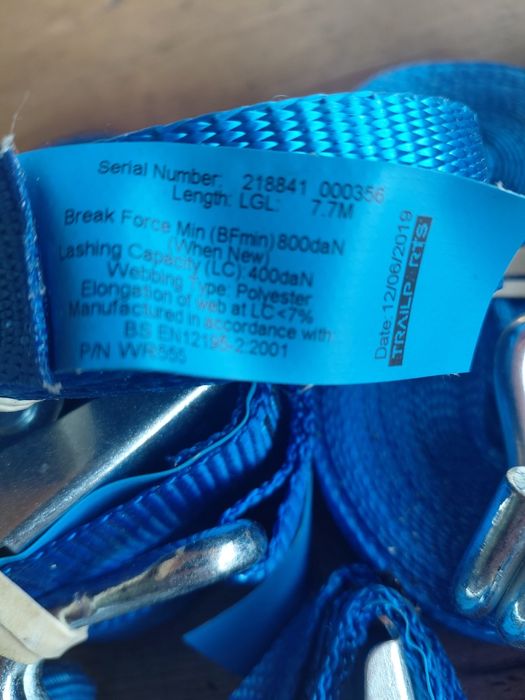 Serial Number: 218841 000356
Length: LGL: 7.7M
Break Force Min (BFmin) 800daN
(When New)
Lashing Capacity (LC): 400daN
Webbing Type: Polyester
Elongation of web at LC <7%
Manufactured in accordance with:
BS EN12195-2:2001
P/N WR555
Date 12/06/2019
TRAILPARTS